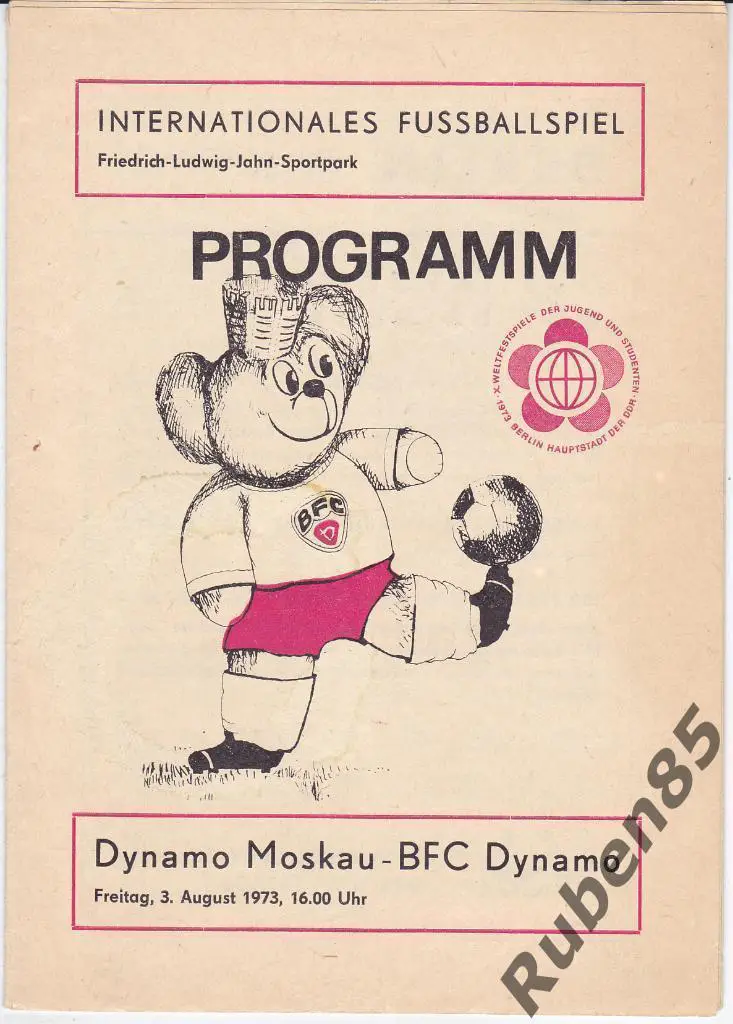 INTERNATIONALES FUSSBALLSPIEL
Friedrich-Ludwig-Jahn-Sportpark
PROGRAMM
X. WELTFESTSPIELE DER JUGEND UND STUDENTEN
1973 BERLIN HAUPTSTADT DER DDR
BFC
Dynamo Moskau - BFC Dynamo
Freitag, 3. August 1973, 16.00 Uhr
Ruben85